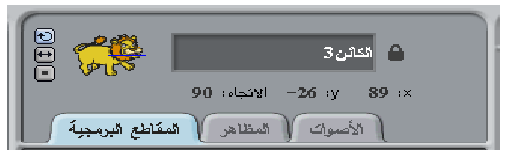 الكائن3
x: 89 y: -26 الاتجاه: 90
الأصوات المظاهر المقاطع البرمجية